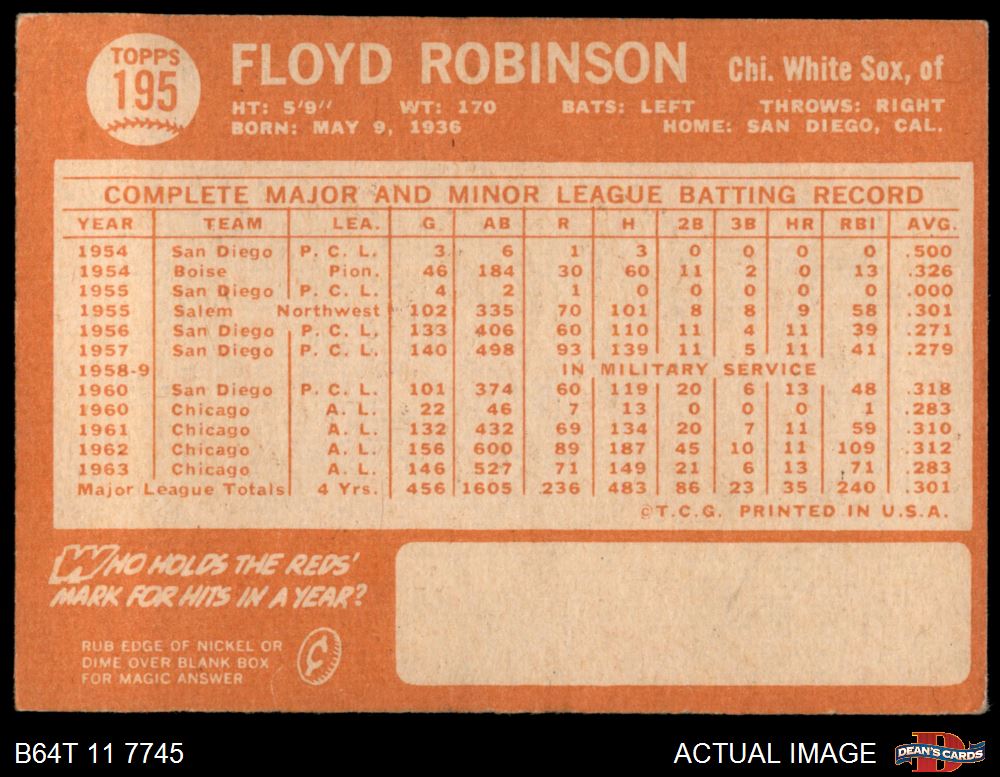 TOPPS
195
FLOYD ROBINSON
Chi. White Sox, of
HT: 5'9" WT: 170 BATS: LEFT THROWS: RIGHT
BORN: MAY 9, 1936 HOME: SAN DIEGO, CAL.
COMPLETE MAJOR AND MINOR LEAGUE BATTING RECORD
YEAR TEAM LEA. G AB R H 2B 3B HR RBI AVG.
1954 San Diego P. C. L. 3 6 1 3 0 0 0 0 .500
1954 Boise Pion. 46 184 30 60 11 2 0 13 .326
1955 San Diego P. C. L. 4 2 1 0 0 0 0 0 .000
1955 Salem Northwest 102 335 70 101 8 8 9 58 .301
1956 San Diego P. C. L. 133 406 60 110 11 4 11 39 .271
1957 San Diego P. C. L. 140 498 93 139 11 5 11 41 .279
1958-9 IN MILITARY SERVICE
1960 San Diego P. C. L. 101 374 60 119 20 6 13 48 .318
1960 Chicago A. L. 22 46 7 13 0 0 0 1 .283
1961 Chicago A. L. 132 432 69 134 20 7 11 59 .310
1962 Chicago A. L. 156 600 89 187 45 10 11 109 .312
1963 Chicago A. L. 146 527 71 149 21 6 13 71 .283
Major League Totals 4 Yrs. 456 1605 236 483 86 23 35 240 .301
©T.C.G. PRINTED IN U.S.A.
WHO HOLDS THE REDS'
MARK FOR HITS IN A YEAR?
RUB EDGE OF NICKEL OR
DIME OVER BLANK BOX
FOR MAGIC ANSWER
¢
B64T 11 7745
ACTUAL IMAGE
D
DEAN'S CARDS